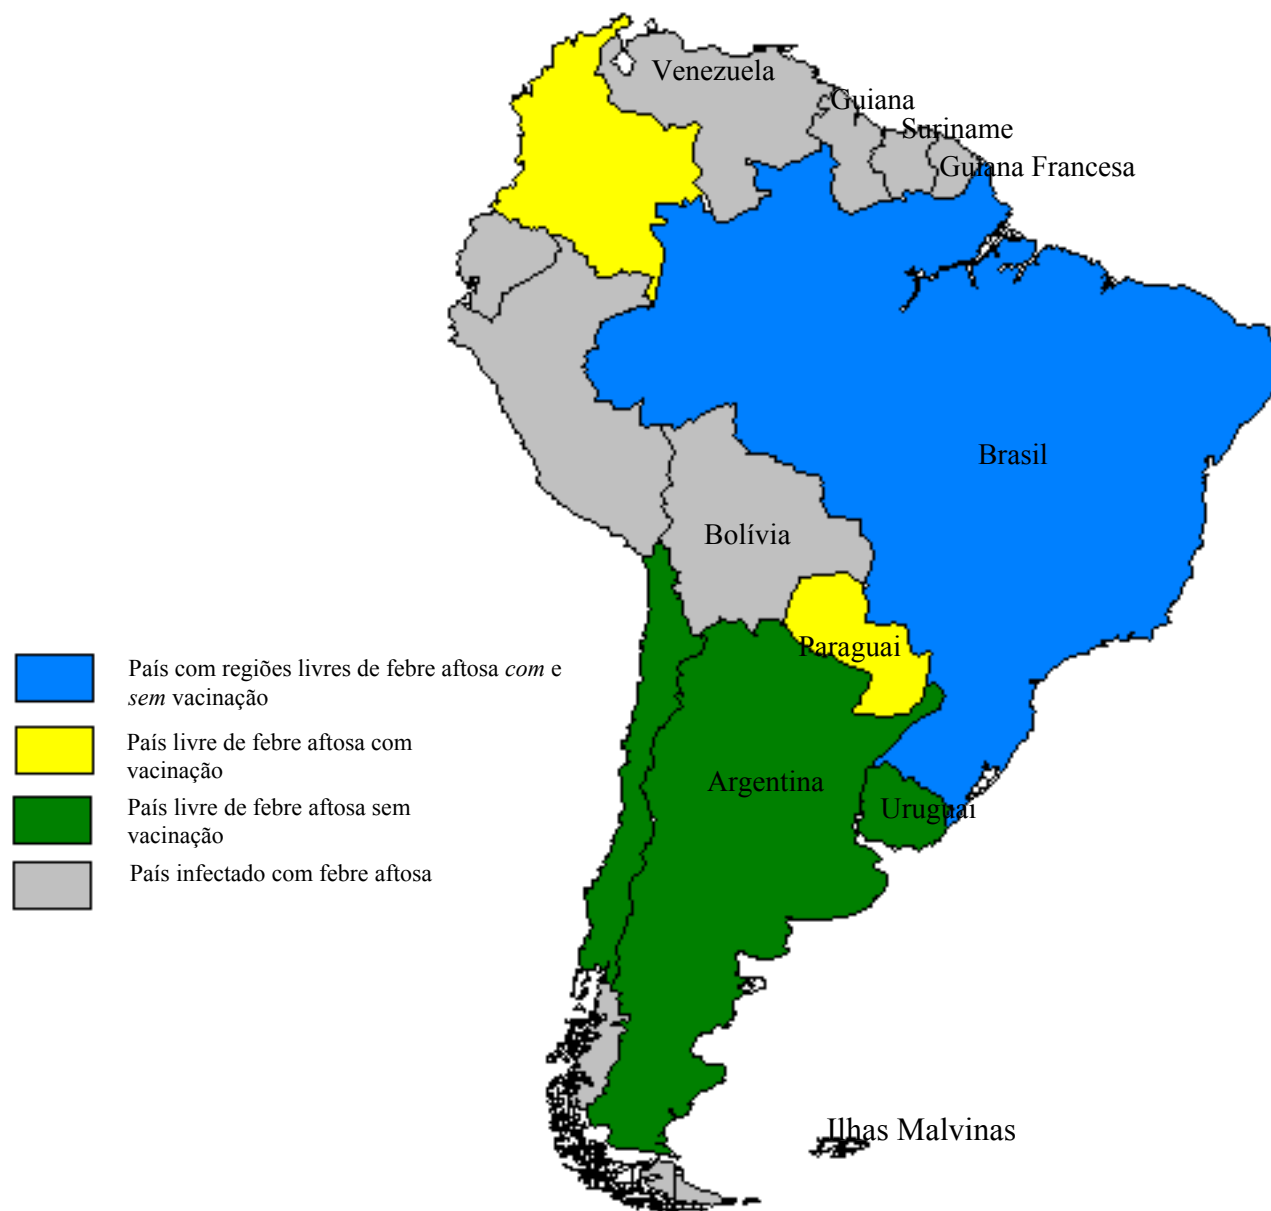 Venezuela
Guiana
Suriname
Guiana Francesa
Brasil
Bolívia
Paraguai
Argentina
Uruguai
Ilhas Malvinas
País com regiões livres de febre aftosa com e
sem vacinação
País livre de febre aftosa com
vacinação
País livre de febre aftosa sem
vacinação
País infectado com febre aftosa